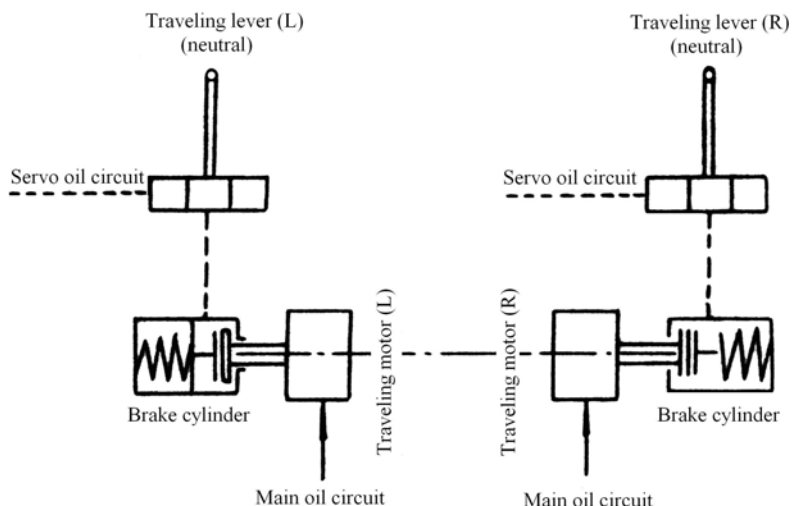 Traveling lever (L)
(neutral)
Traveling lever (R)
(neutral)
Servo oil circuit
Servo oil circuit
Traveling motor (L)
Traveling motor (R)
Brake cylinder
Brake cylinder
Main oil circuit
Main oil circuit